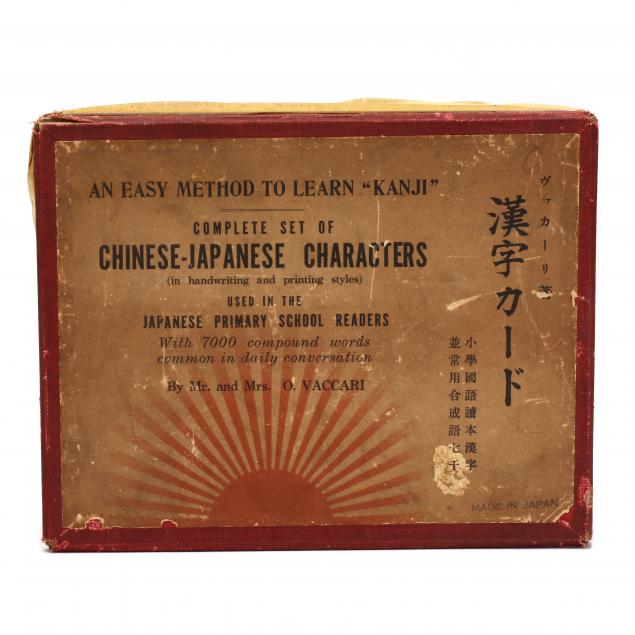 AN EASY METHOD TO LEARN "KANJI"
COMPLETE SET OF
CHINESE-JAPANESE CHARACTERS
(in handwriting and printing styles)
USED IN THE
JAPANESE PRIMARY SCHOOL READERS
With 7000 compound words
common in daily conversation
By Mr. and Mrs. O. VACCARI
ヴァカーリ著
漢字カード
小學國語讀本漢字
並常用合成語七千
MADE IN JAPAN